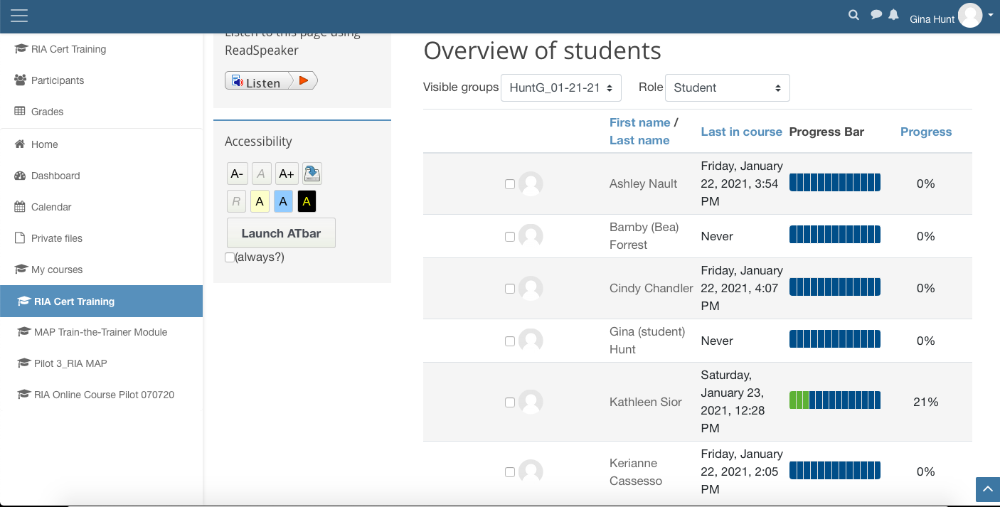 Gina Hunt
RIA Cert Training
Participants
Grades
Home
Dashboard
Calendar
Private files
My courses
RIA Cert Training
MAP Train-the-Trainer Module
Pilot 3_RIA MAP
RIA Online Course Pilot 070720
Listen to this page using
ReadSpeaker
Listen
Accessibility
A- A A+
R A A A
Launch ATbar
(always?)
Overview of students
Visible groups HuntG_01-21-21 Role Student
First name /
Last name
Last in course
Progress Bar
Progress
Ashley Nault
Friday, January
22, 2021, 3:54
PM
0%
Bamby (Bea)
Forrest
Never
0%
Cindy Chandler
Friday, January
22, 2021, 4:07
PM
0%
Gina (student)
Hunt
Never
0%
Kathleen Sior
Saturday,
January 23,
2021, 12:28
PM
21%
Kerianne
Cassesso
Friday, January
22, 2021, 2:05
PM
0%